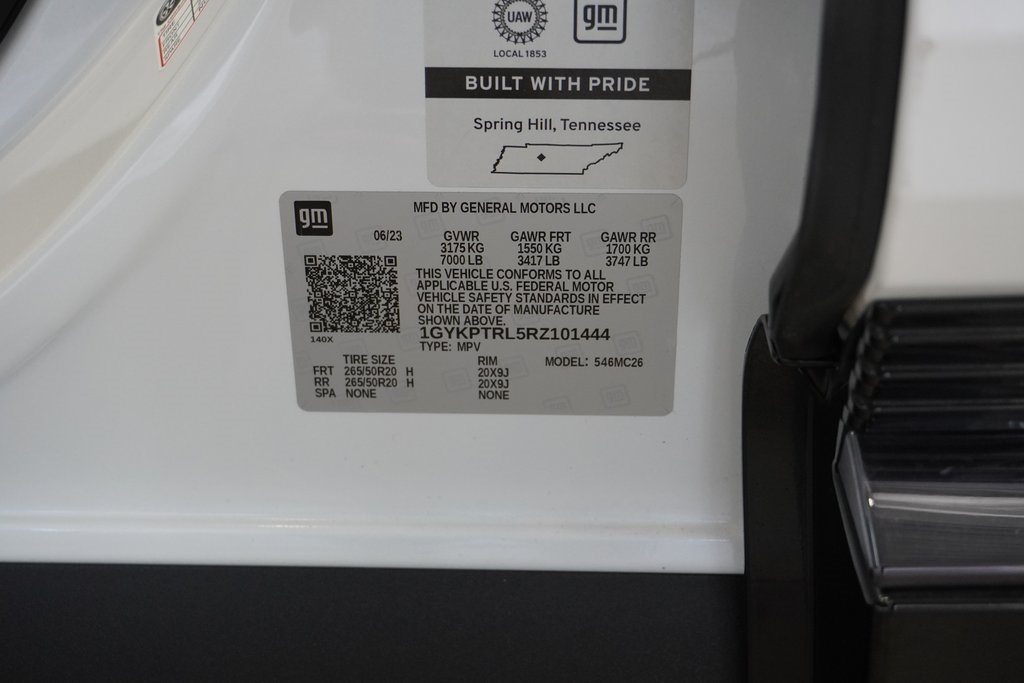 UAW
gm
LOCAL 1853
BUILT WITH PRIDE
Spring Hill, Tennessee
gm
MFD BY GENERAL MOTORS LLC
06/23 GVWR GAWR FRT GAWR RR
3175 KG 1550 KG 1700 KG
7000 LB 3417 LB 3747 LB
THIS VEHICLE CONFORMS TO ALL
APPLICABLE U.S. FEDERAL MOTOR
VEHICLE SAFETY STANDARDS IN EFFECT
ON THE DATE OF MANUFACTURE
SHOWN ABOVE.
1GYKPTRL5RZ101444
140X
TYPE: MPV
TIRE SIZE RIM MODEL: 546MC26
FRT 265/50R20 H 20X9J
RR 265/50R20 H 20X9J
SPA NONE NONE